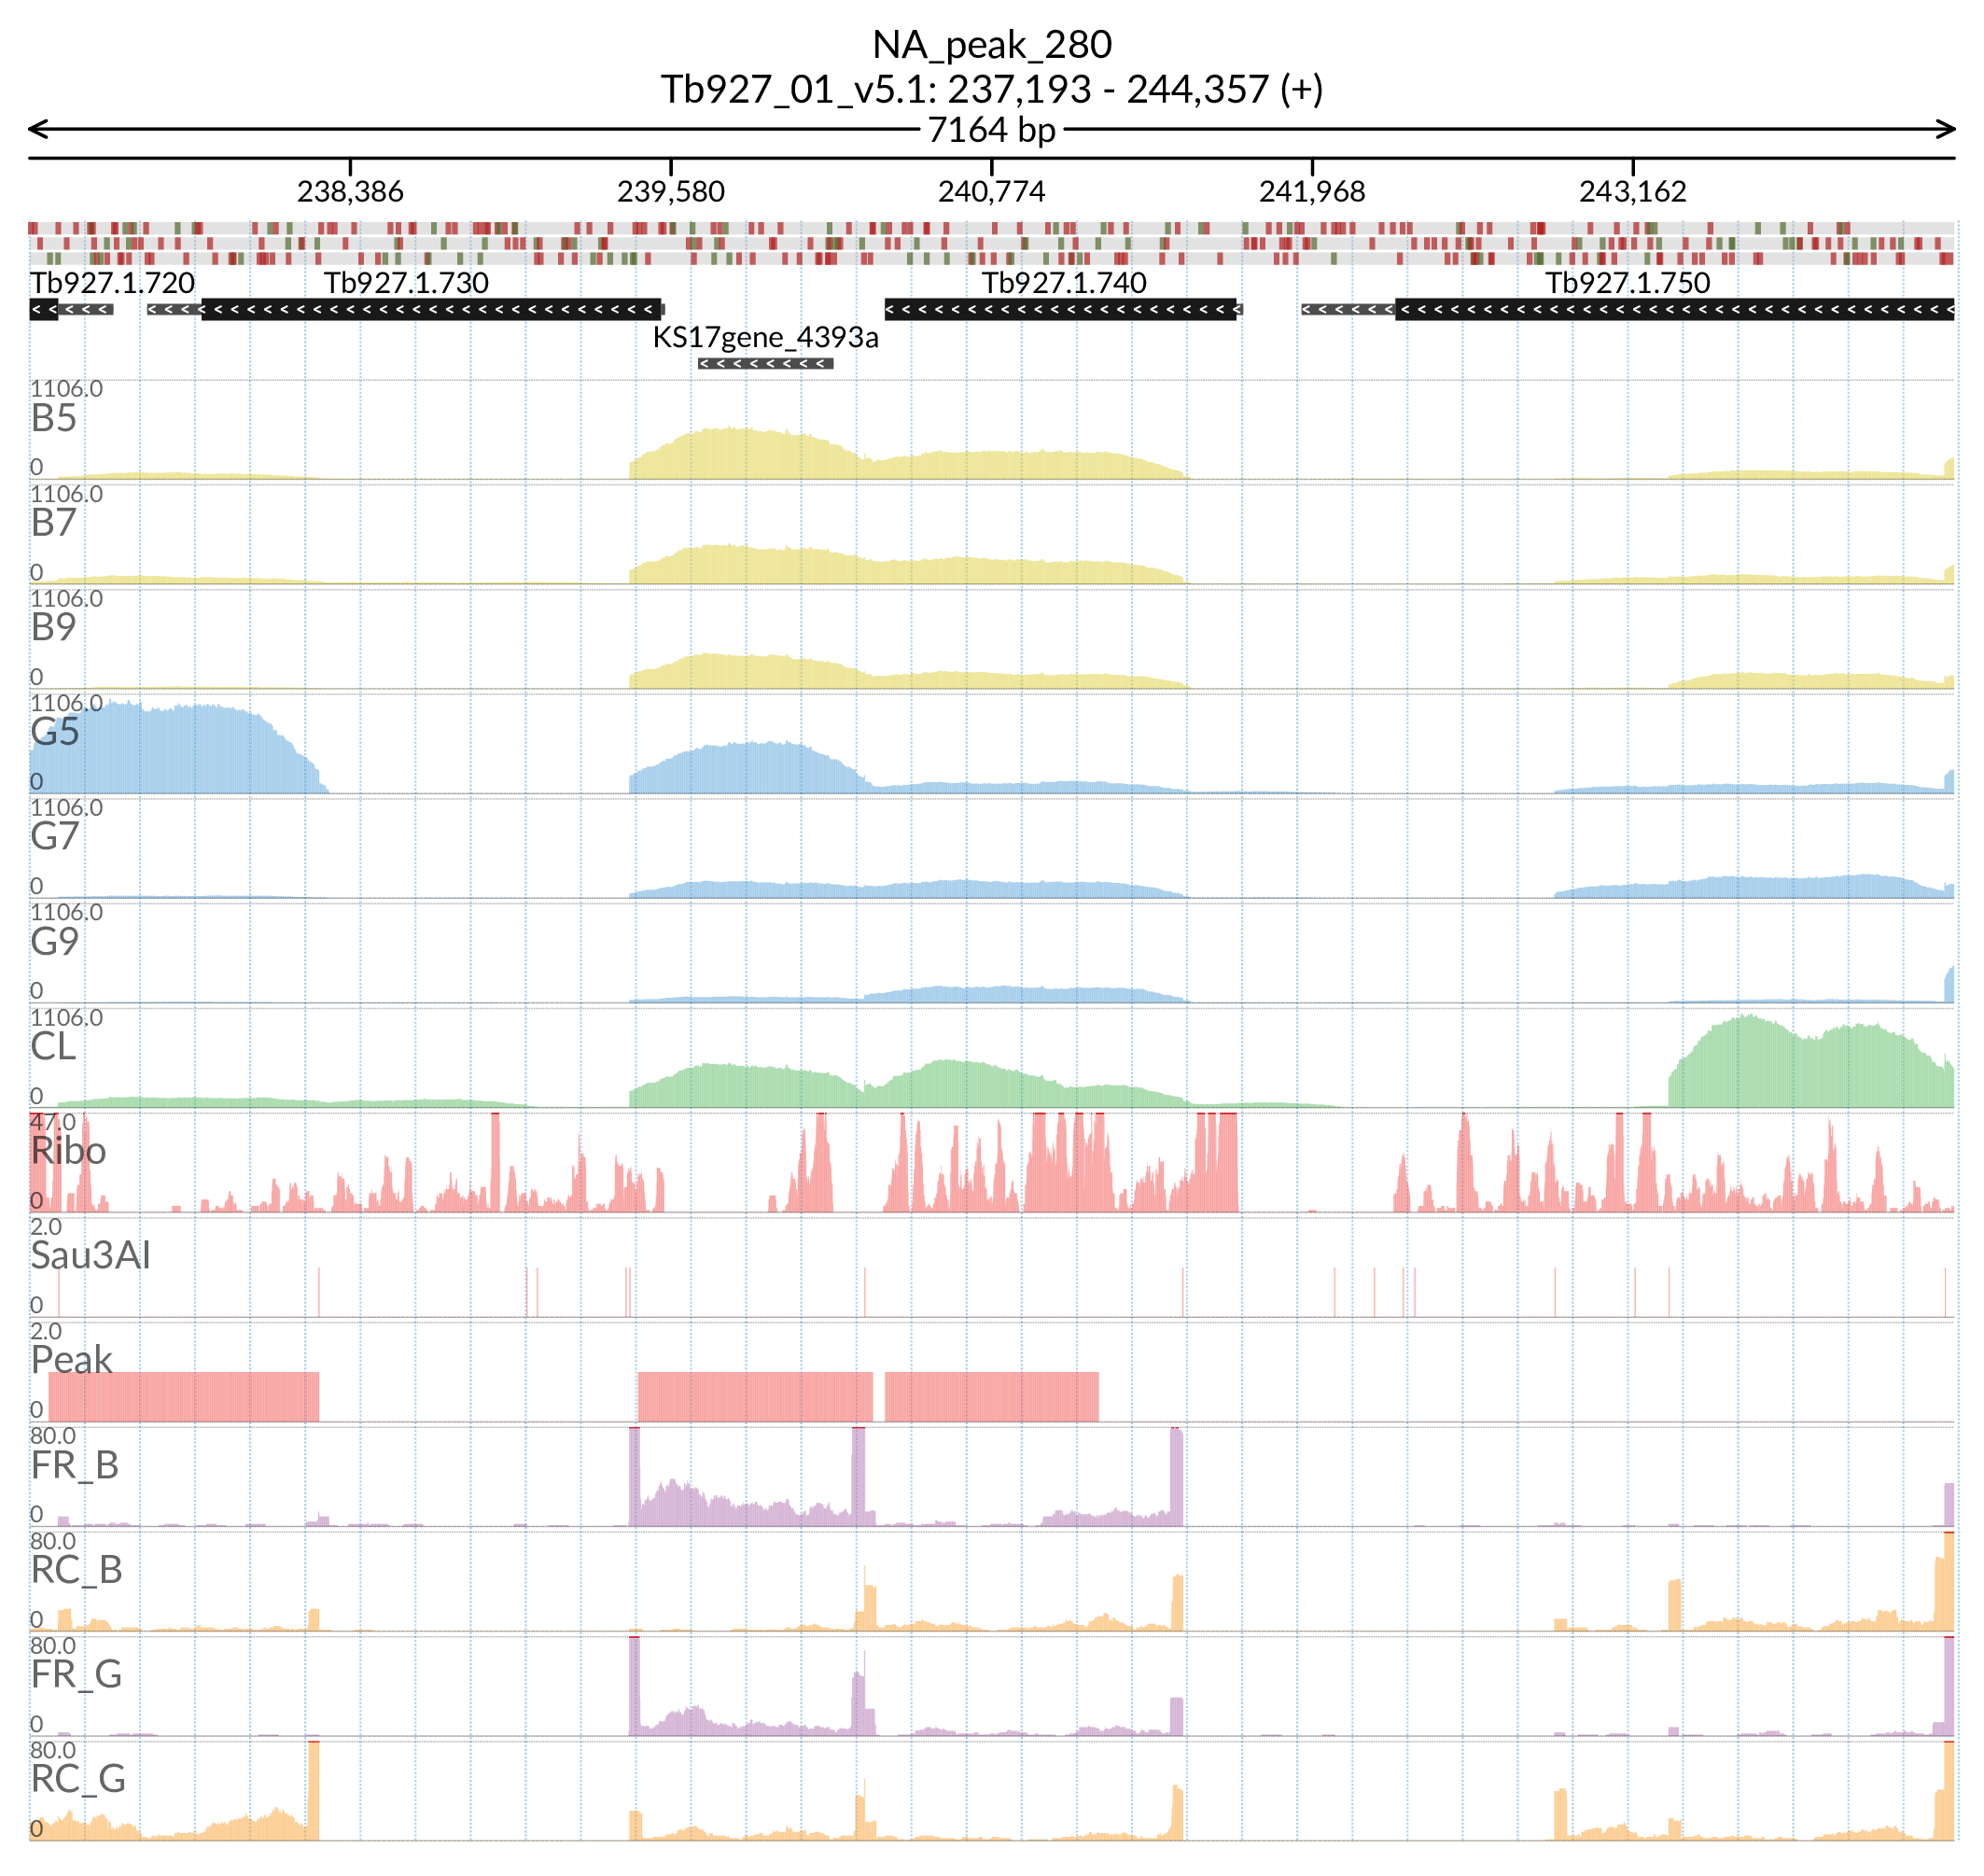 NA_peak_280
Tb927_01_v5.1: 237,193 - 244,357 (+)
7164 bp
238,386 239,580 240,774 241,968 243,162
Tb927.1.720 Tb927.1.730 Tb927.1.740 Tb927.1.750
KS17gene_4393a
1106.0
B5
0
1106.0
B7
0
1106.0
B9
0
1106.0
G5
0
1106.0
G7
0
1106.0
G9
0
1106.0
CL
0
47.0
Ribo
0
2.0
Sau3AI
0
2.0
Peak
0
80.0
FR_B
0
80.0
RC_B
0
80.0
FR_G
0
80.0
RC_G
0